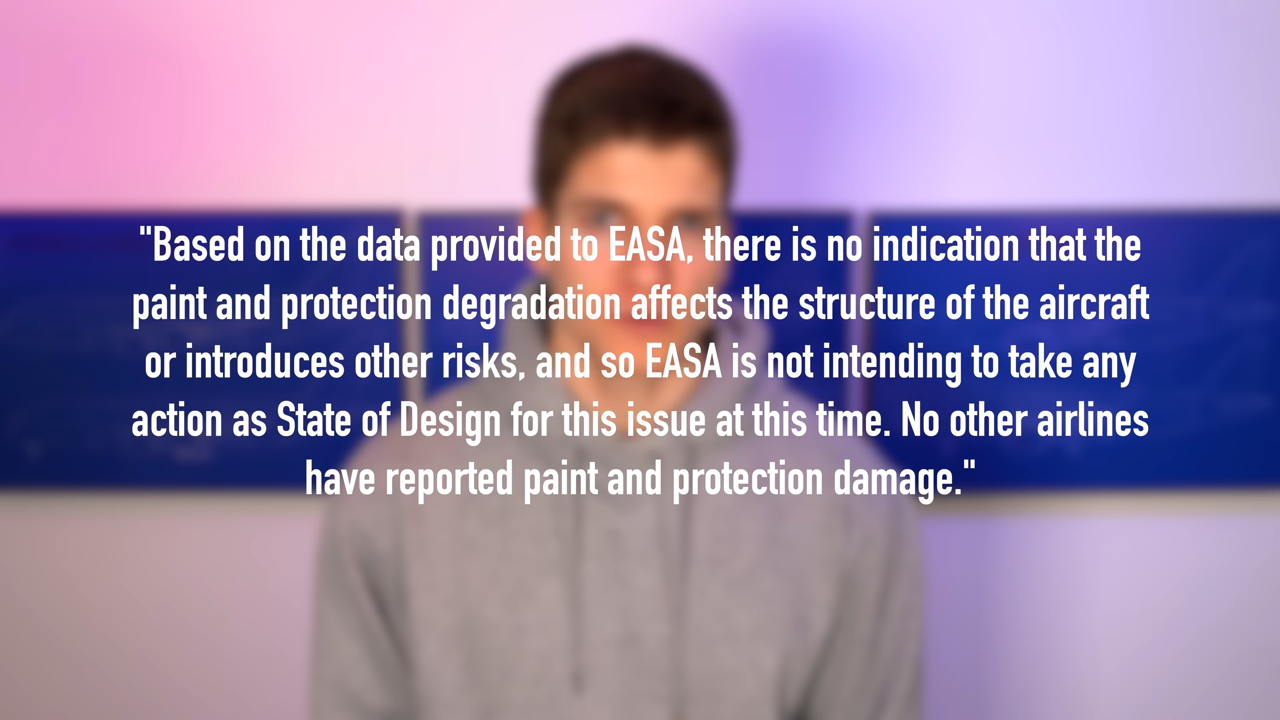 "Based on the data provided to EASA, there is no indication that the
paint and protection degradation affects the structure of the aircraft
or introduces other risks, and so EASA is not intending to take any
action as State of Design for this issue at this time. No other airlines
have reported paint and protection damage."